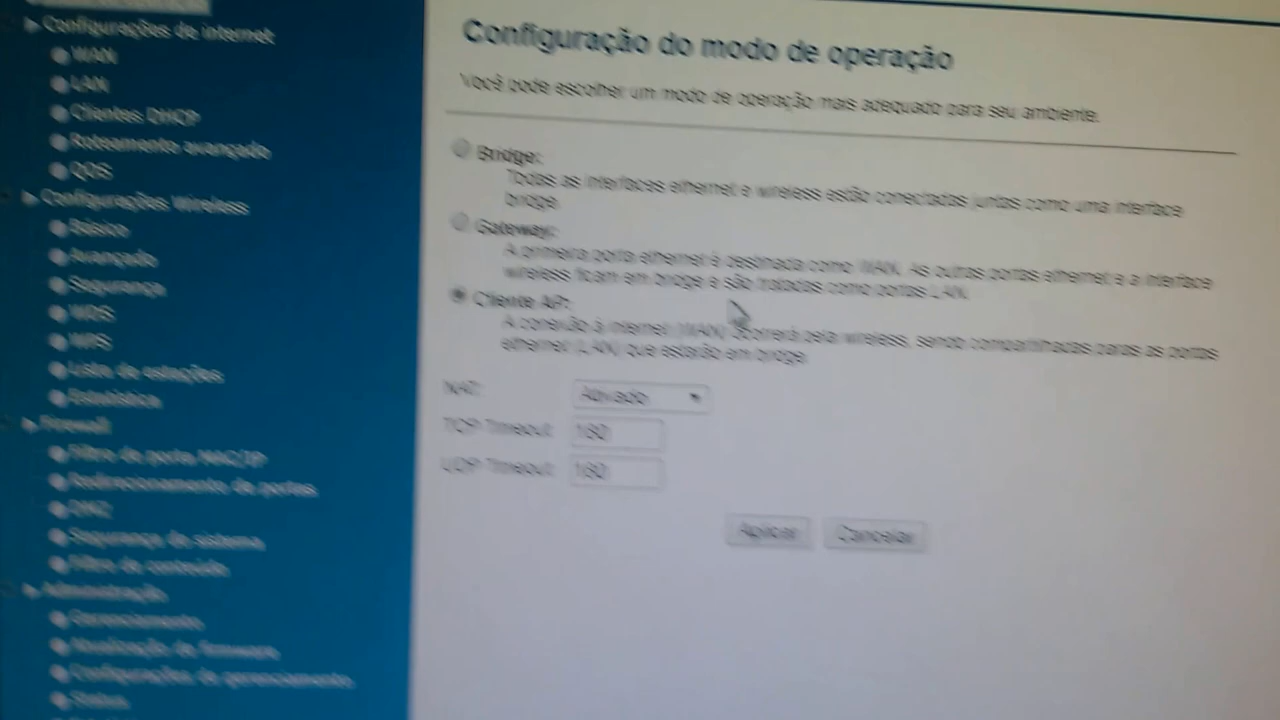 Configurações de internet
WAN
LAN
Clientes DHCP
Roteamento avançado
QOS
Configurações Wireless
Básico
Avançado
Segurança
WDS
WPS
Lista de estações
Estatística
Firewall
Filtro de porta/MAC/IP
Redirecionamento de portas
DMZ
Segurança de sistema
Filtro de conteúdo
Administração
Gerenciamento
Atualização de firmware
Configurações de gerenciamento
Status
Configuração do modo de operação
Você pode escolher um modo de operação mais adequado para seu ambiente.
Bridge:
Todas as interfaces ethernet e wireless estão conectadas juntas como uma interface
bridge.
Gateway:
A primeira porta ethernet é destinada como WAN. As outras portas ethernet e a interface
wireless ficam em bridge e são tratadas como portas LAN.
Cliente AP:
A conexão à internet (WAN) ocorrerá pela wireless, sendo compartilhadas paras as portas
ethernet (LAN) que estarão em bridge.
NAT: Ativado
TCP Timeout: 180
UDP Timeout: 180
Aplicar Cancelar